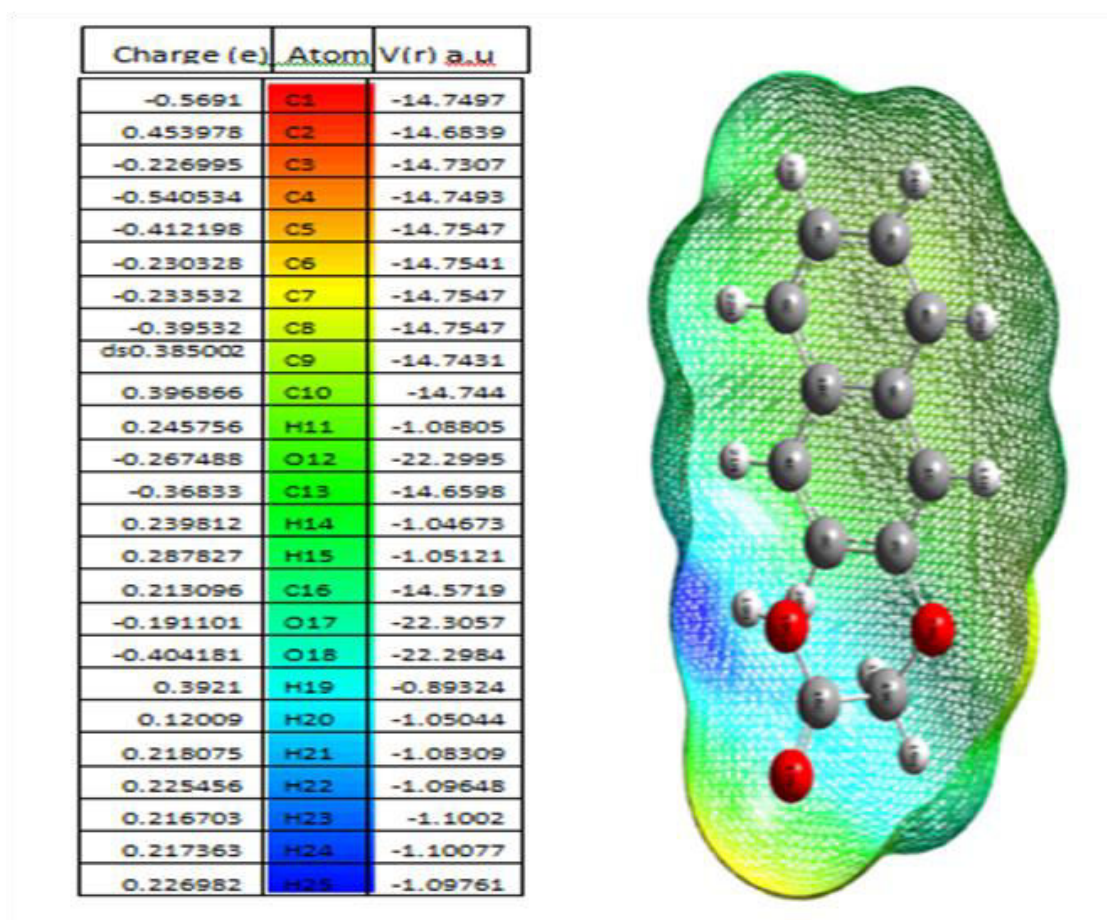 Charge (e) Atom V(r) a.u
-0.5691 C1 -14.7497
0.453978 C2 -14.6839
-0.226995 C3 -14.7307
-0.540534 C4 -14.7493
-0.412198 C5 -14.7547
-0.230328 C6 -14.7541
-0.233532 C7 -14.7547
-0.39532 C8 -14.7547
ds0.385002 C9 -14.7431
0.396866 C10 -14.744
0.245756 H11 -1.08805
-0.267488 O12 -22.2995
-0.36833 C13 -14.6598
0.239812 H14 -1.04673
0.287827 H15 -1.05121
0.213096 C16 -14.5719
-0.191101 O17 -22.3057
-0.404181 O18 -22.2984
0.3921 H19 -0.89324
0.12009 H20 -1.05044
0.218075 H21 -1.08309
0.225456 H22 -1.09648
0.216703 H23 -1.1002
0.217363 H24 -1.10077
0.226982 H25 -1.09761